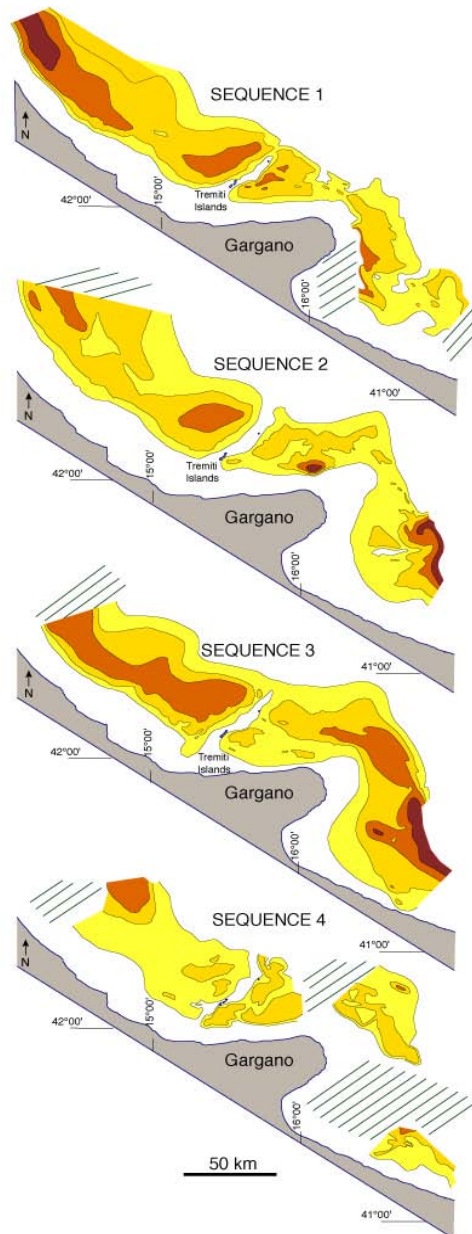 SEQUENCE 1
N
42°00'
15°00'
Tremiti
Islands
Gargano
16°00'
41°00'
SEQUENCE 2
N
42°00'
15°00'
Tremiti
Islands
Gargano
16°00'
41°00'
SEQUENCE 3
N
42°00'
15°00'
Tremiti
Islands
Gargano
16°00'
41°00'
SEQUENCE 4
N
42°00'
15°00'
Gargano
16°00'
50 km
41°00'